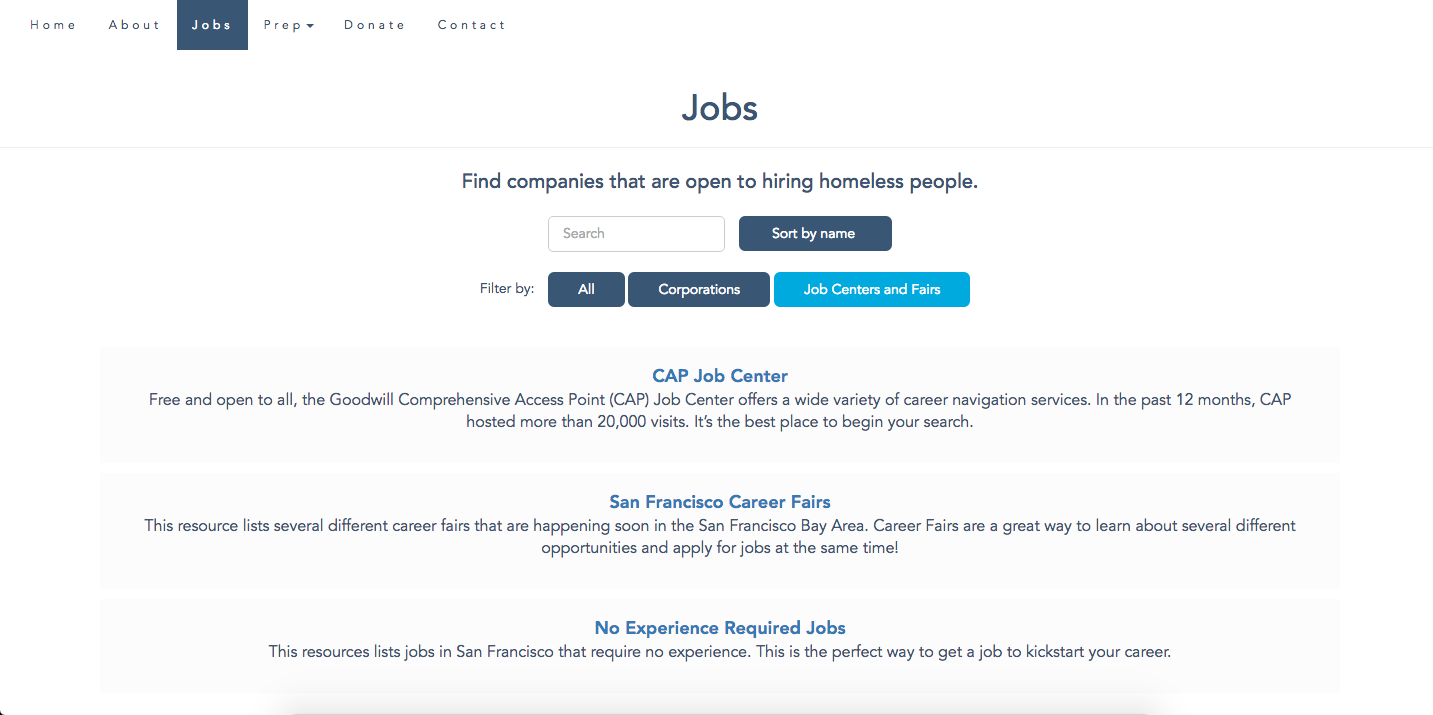 Home About Jobs Prep Donate Contact
Jobs
Find companies that are open to hiring homeless people.
Search Sort by name
Filter by: All Corporations Job Centers and Fairs
CAP Job Center
Free and open to all, the Goodwill Comprehensive Access Point (CAP) Job Center offers a wide variety of career navigation services. In the past 12 months, CAP
hosted more than 20,000 visits. It’s the best place to begin your search.
San Francisco Career Fairs
This resource lists several different career fairs that are happening soon in the San Francisco Bay Area. Career Fairs are a great way to learn about several different
opportunities and apply for jobs at the same time!
No Experience Required Jobs
This resources lists jobs in San Francisco that require no experience. This is the perfect way to get a job to kickstart your career.